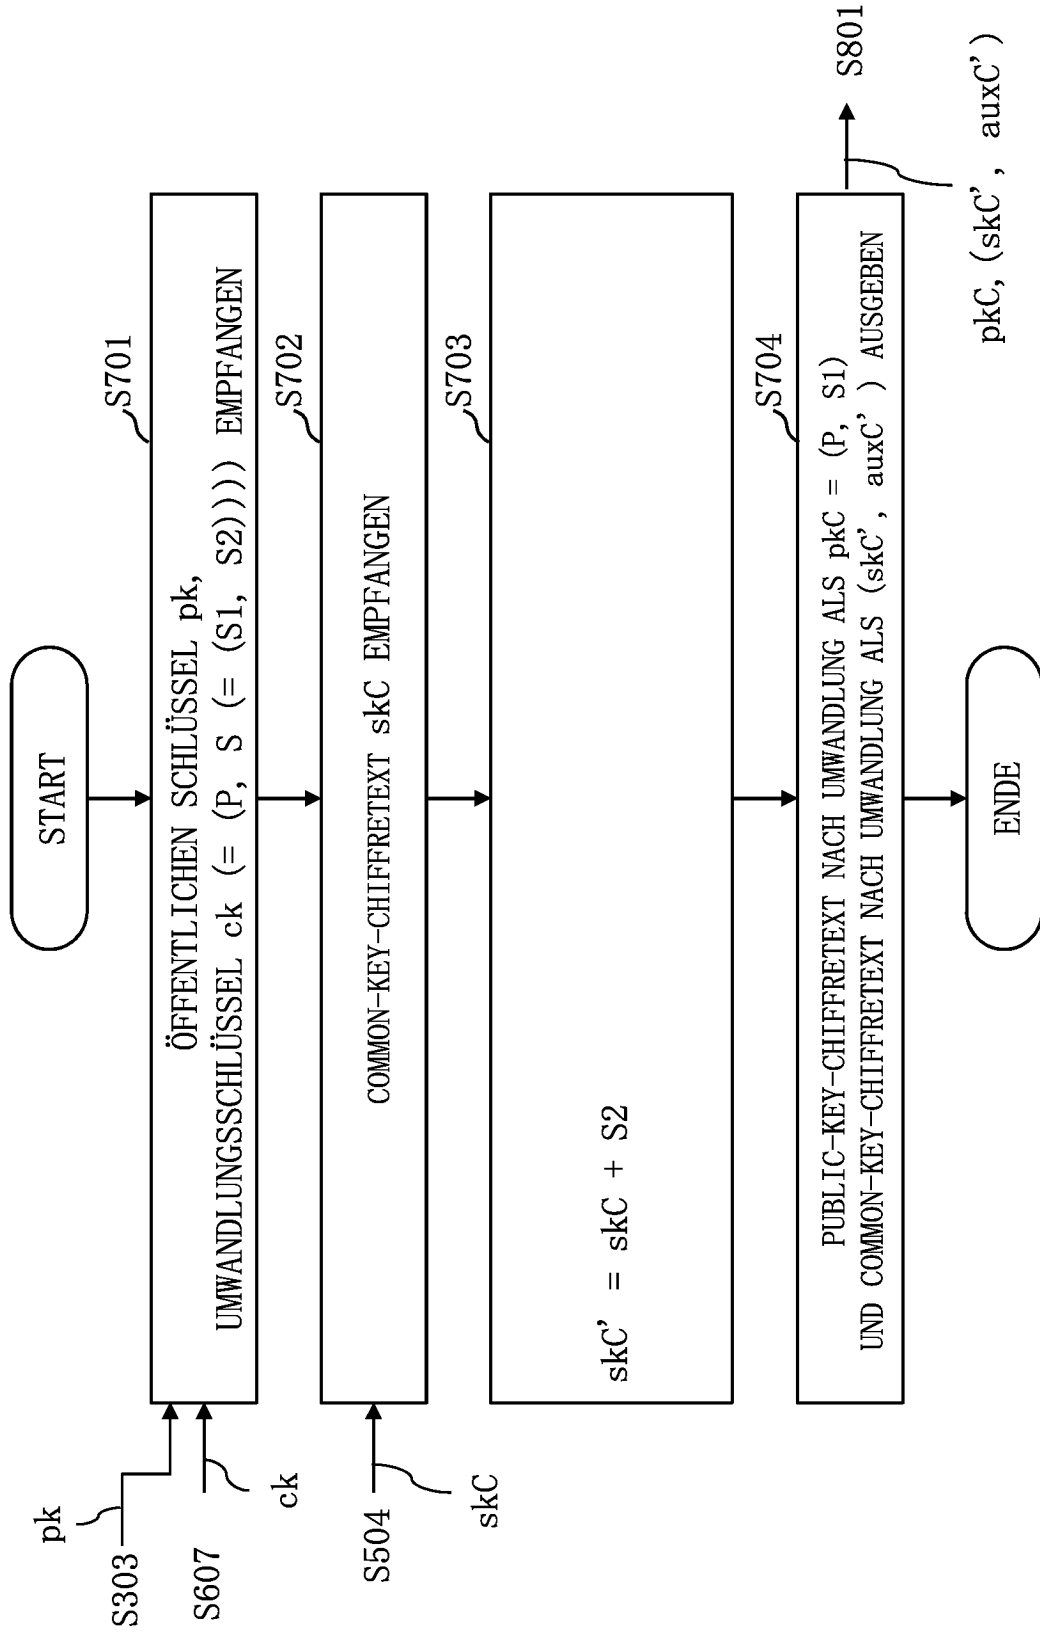 START
pk
S303
S607
ck
S701
ÖFFENTLICHEN SCHLÜSSEL pk,
UMWANDLUNGSSCHLÜSSEL ck (= (P, S (= (S1, S2)))) EMPFANGEN
S504
skC
S702
COMMON-KEY-CHIFFRETEXT skC EMPFANGEN
S703
skC' = skC + S2
S704
PUBLIC-KEY-CHIFFRETEXT NACH UMWANDLUNG ALS pkC = (P, S1)
UND COMMON-KEY-CHIFFRETEXT NACH UMWANDLUNG ALS (skC', auxC') AUSGEBEN
S801
pkC, (skC', auxC')
ENDE